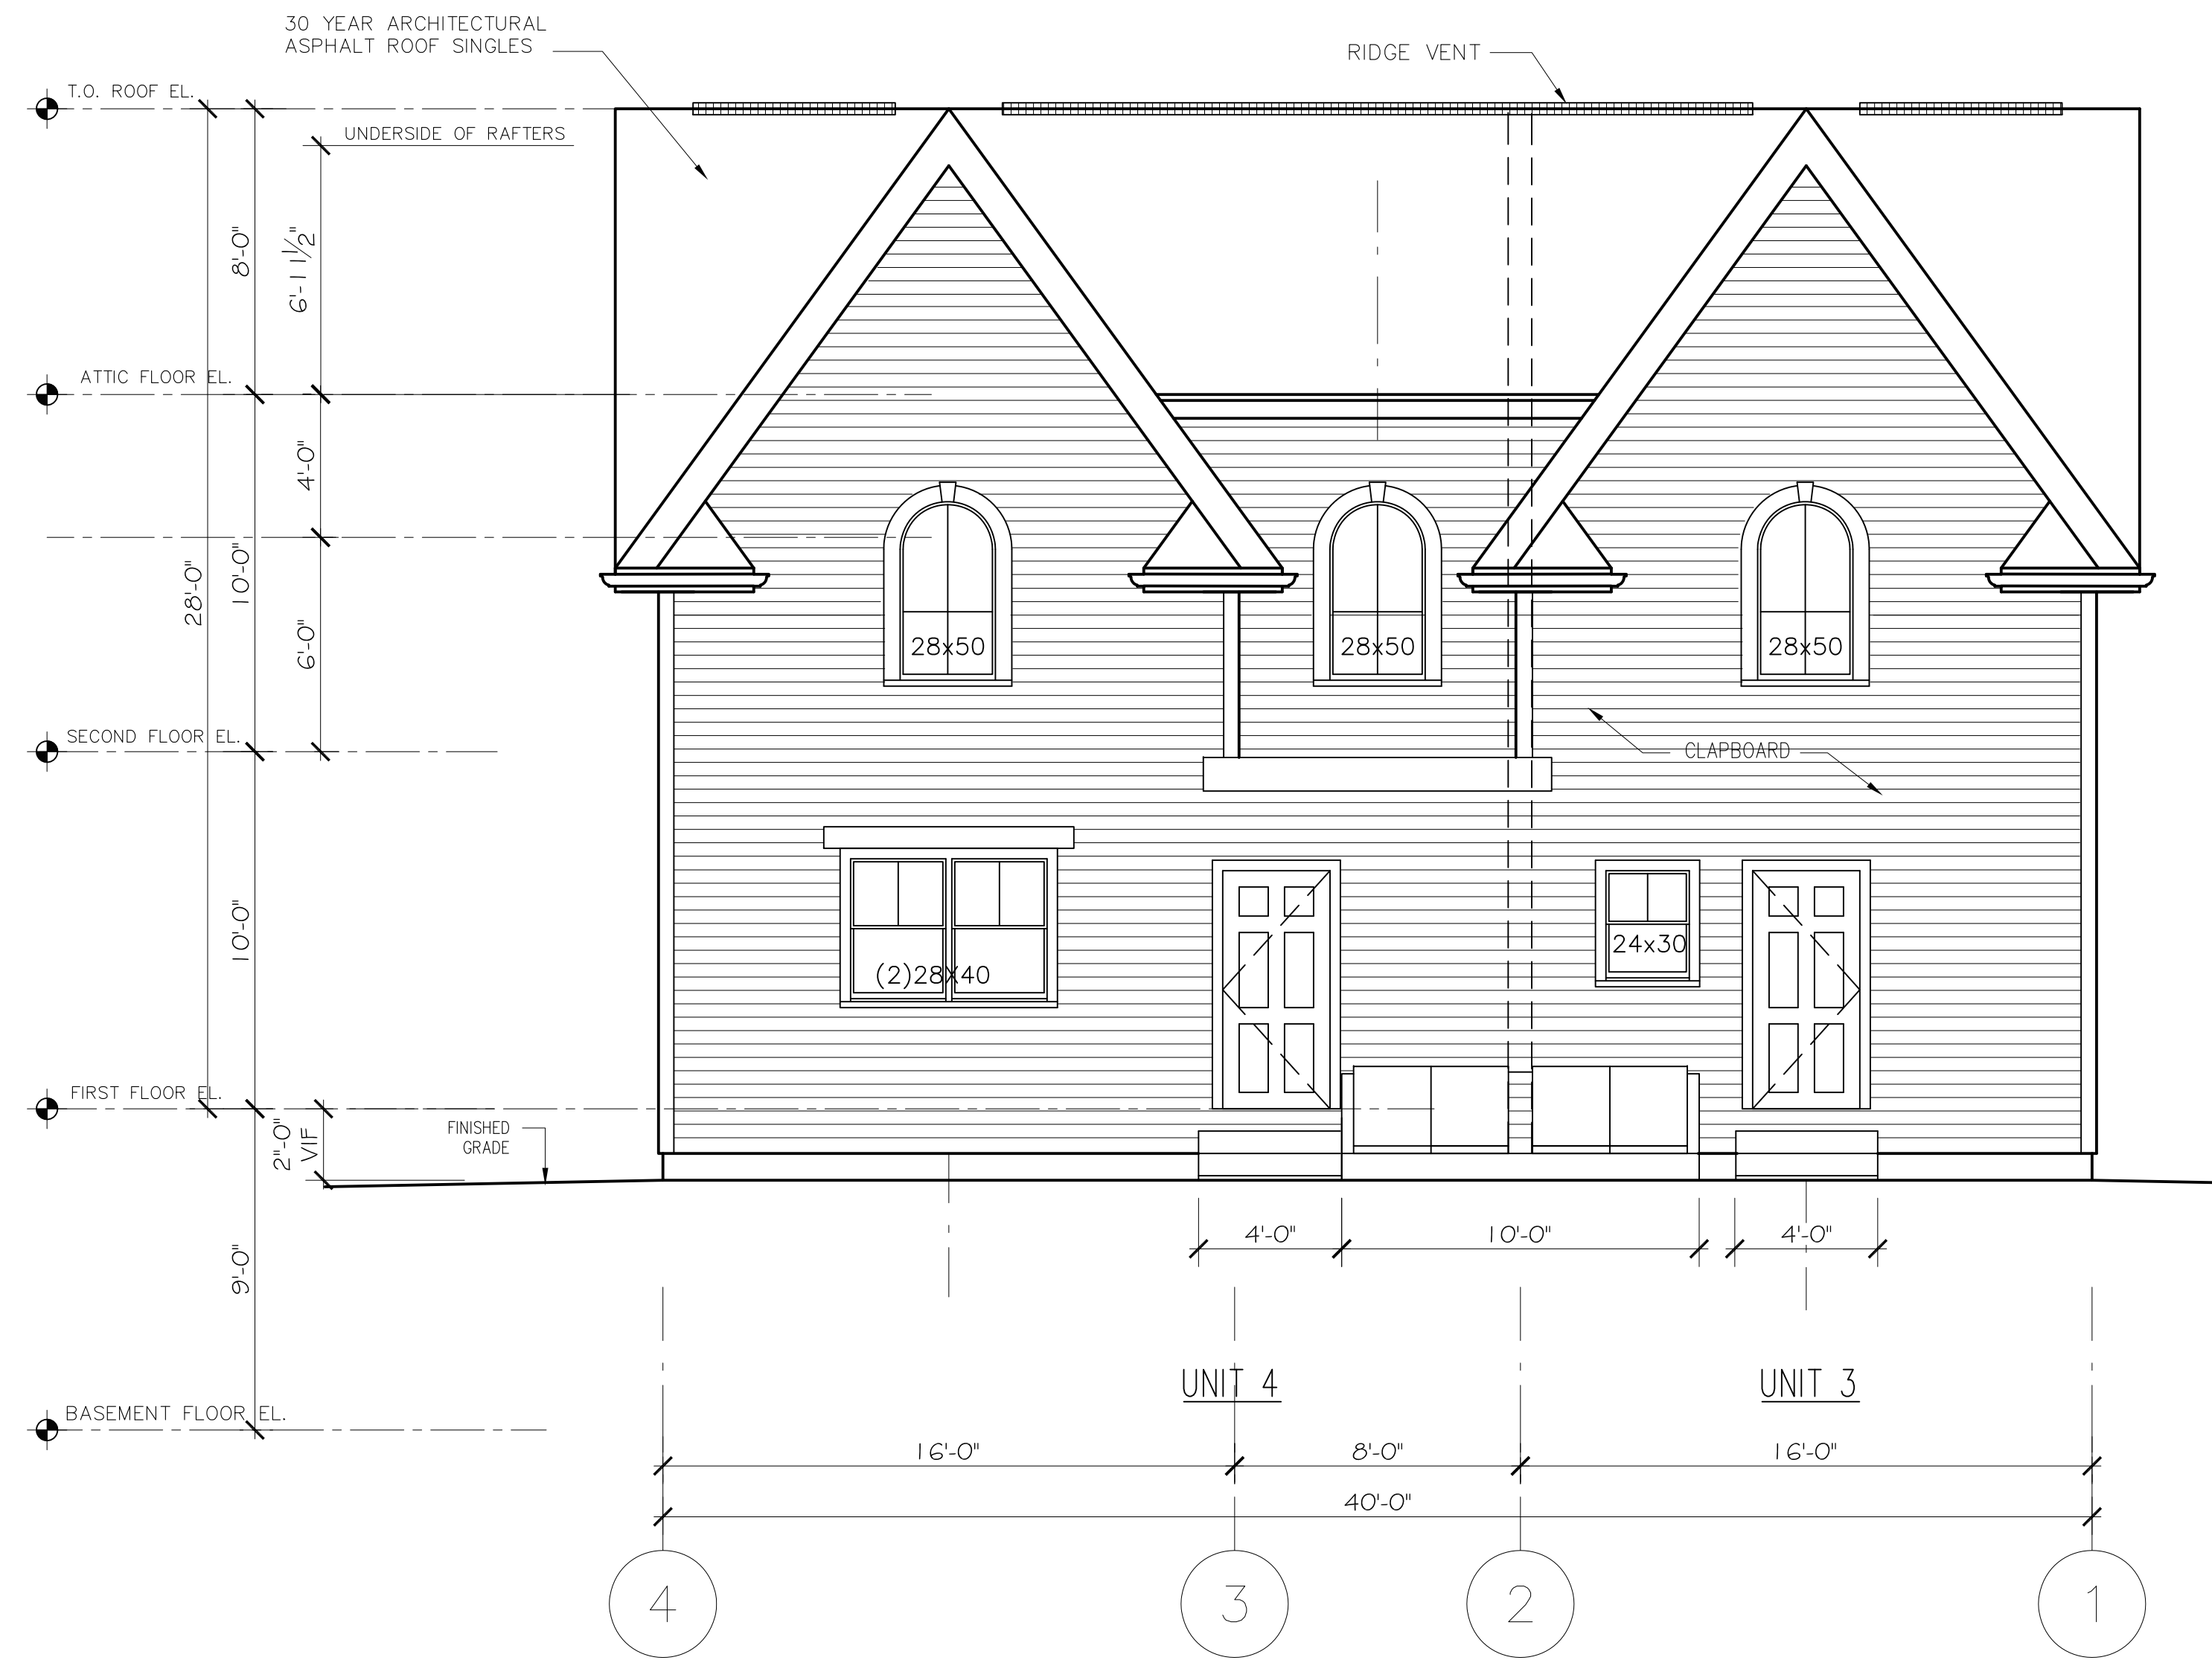 30 YEAR ARCHITECTURAL
ASPHALT ROOF SINGLES
RIDGE VENT
T.O. ROOF EL.
UNDERSIDE OF RAFTERS
8'-0"
6'-11 1/2"
ATTIC FLOOR EL.
4'-0"
28'-0"
10'-0"
6'-0"
28x50
28x50
28x50
SECOND FLOOR EL.
CLAPBOARD
10'-0"
(2)28X40
24x30
FIRST FLOOR EL.
2"-0"
VIF
FINISHED
GRADE
9'-0"
4'-0"
10'-0"
4'-0"
UNIT 4
UNIT 3
BASEMENT FLOOR EL.
16'-0"
8'-0"
16'-0"
40'-0"
4
3
2
1